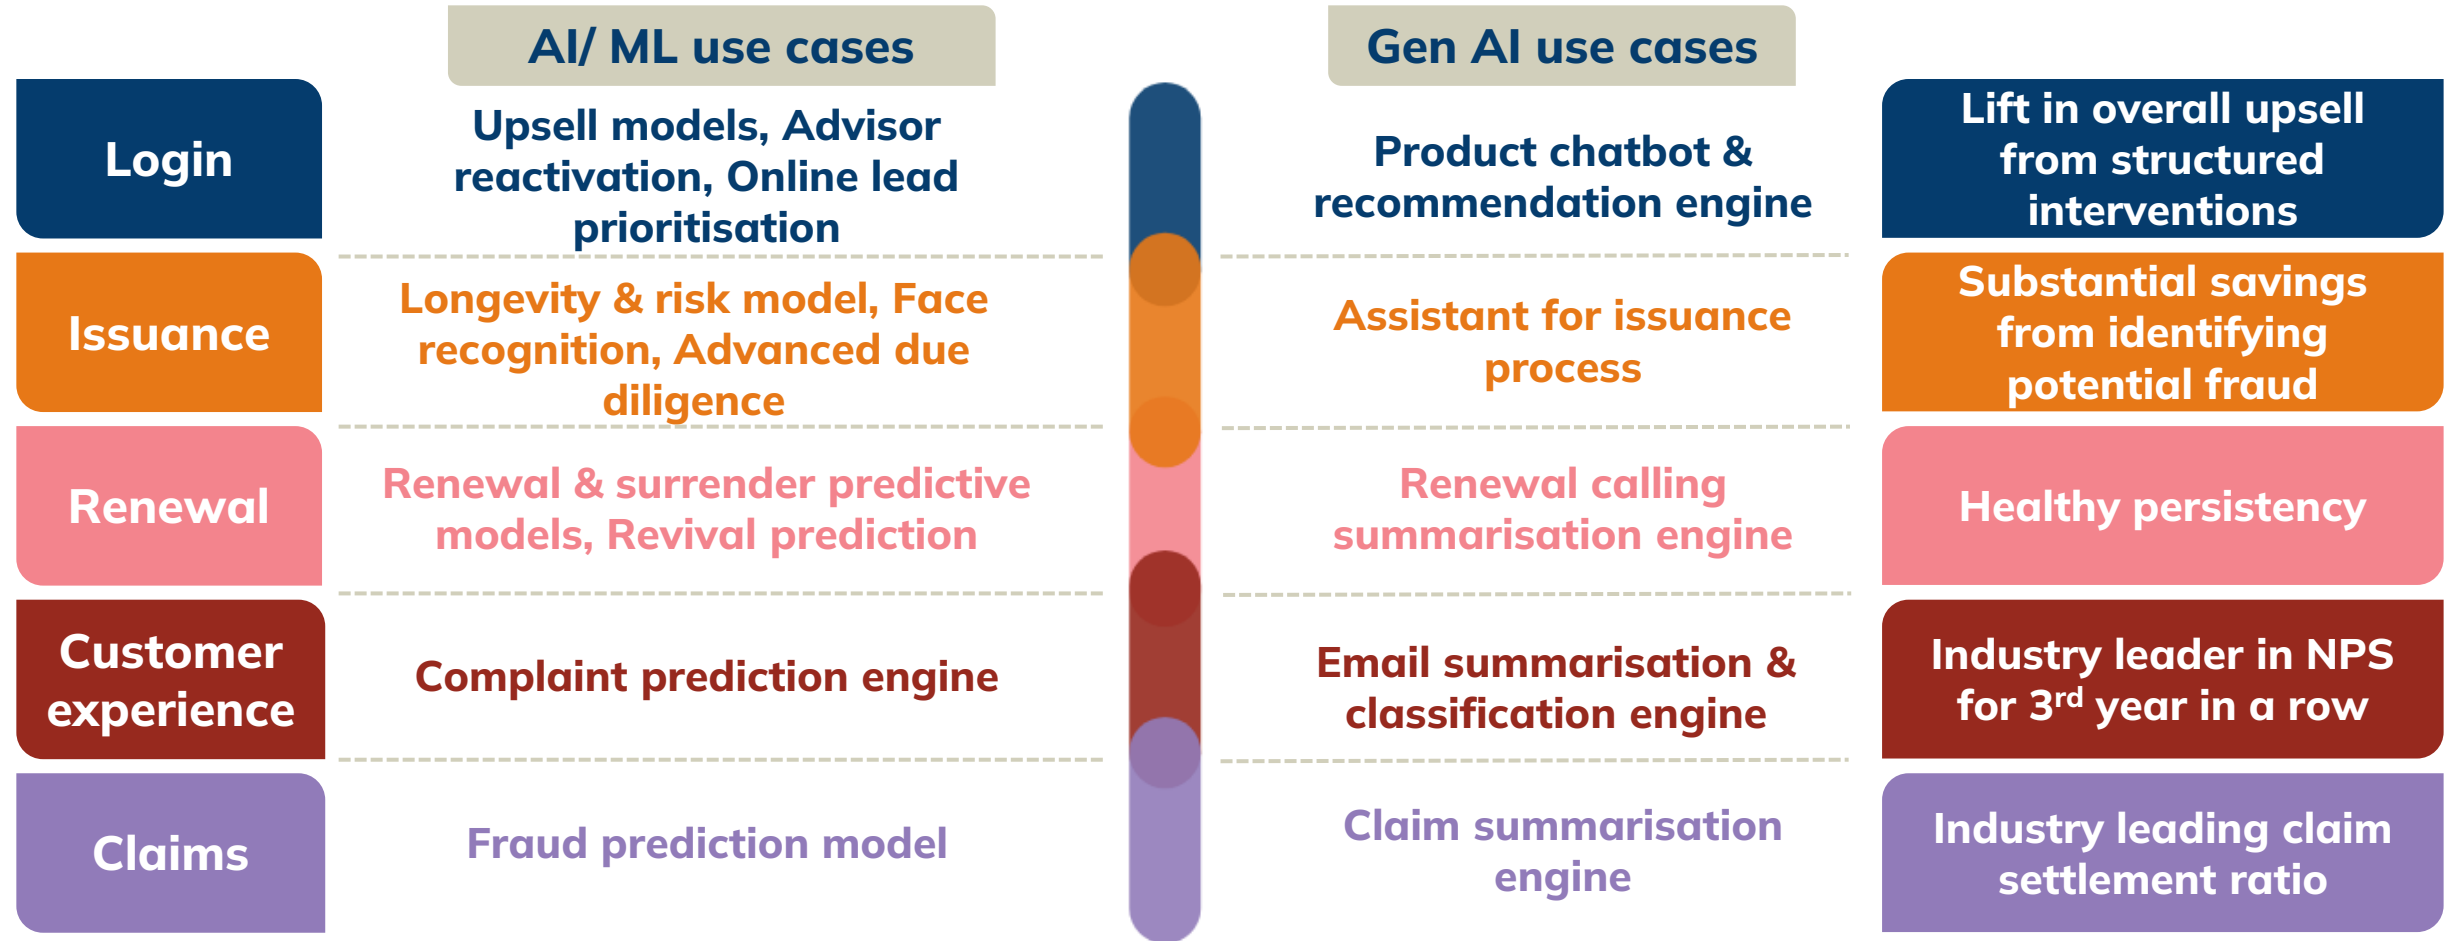 AI/ ML use cases
Gen AI use cases
Login
Upsell models, Advisor
reactivation, Online lead
prioritisation
Product chatbot &
recommendation engine
Lift in overall upsell
from structured
interventions
Issuance
Longevity & risk model, Face
recognition, Advanced due
diligence
Assistant for issuance
process
Substantial savings
from identifying
potential fraud
Renewal
Renewal & surrender predictive
models, Revival prediction
Renewal calling
summarisation engine
Healthy persistency
Customer
experience
Complaint prediction engine
Email summarisation &
classification engine
Industry leader in NPS
for 3rd year in a row
Claims
Fraud prediction model
Claim summarisation
engine
Industry leading claim
settlement ratio